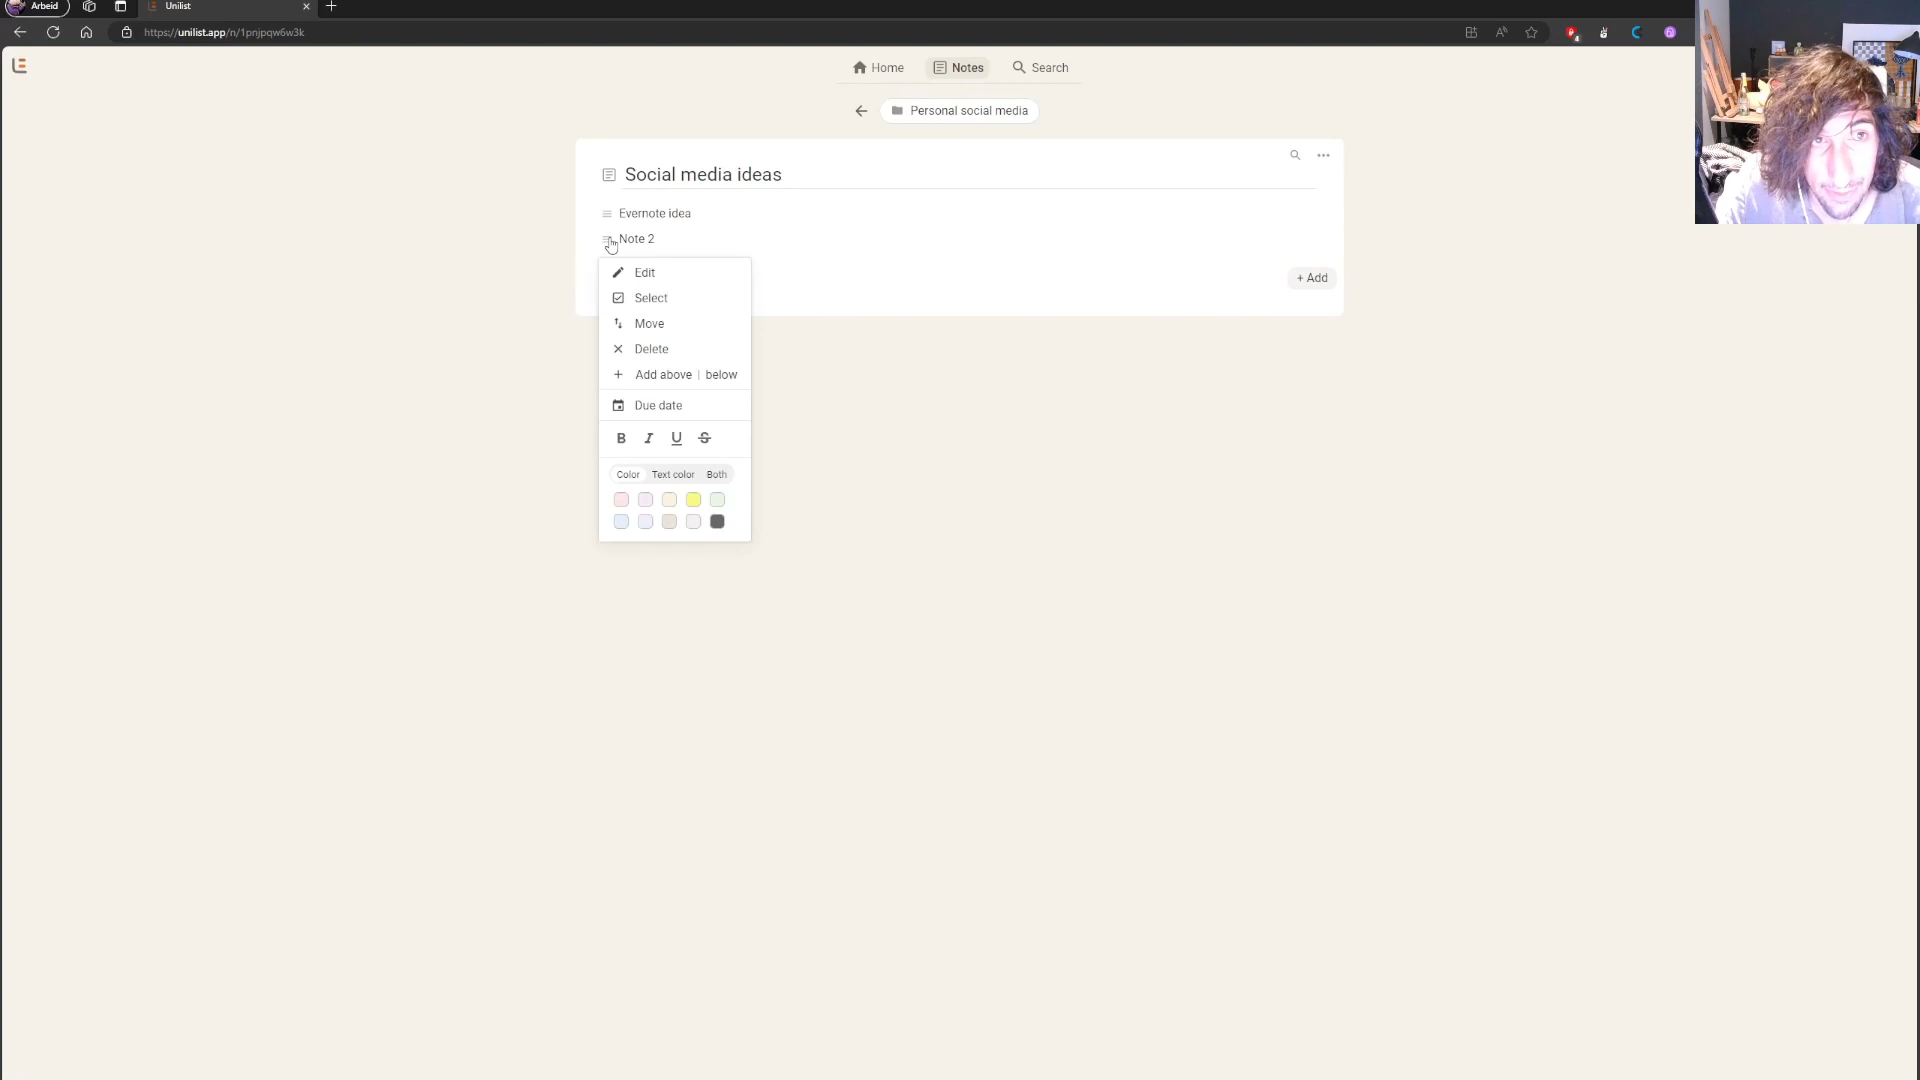 Arbeid
Unilist
https://unilist.app/n/1pnjpqw6w3k
Home
Notes
Search
Personal social media
Social media ideas
Evernote idea
Note 2
Edit
+ Add
Select
Move
Delete
Add above | below
Due date
B I U S
Color Text color Both